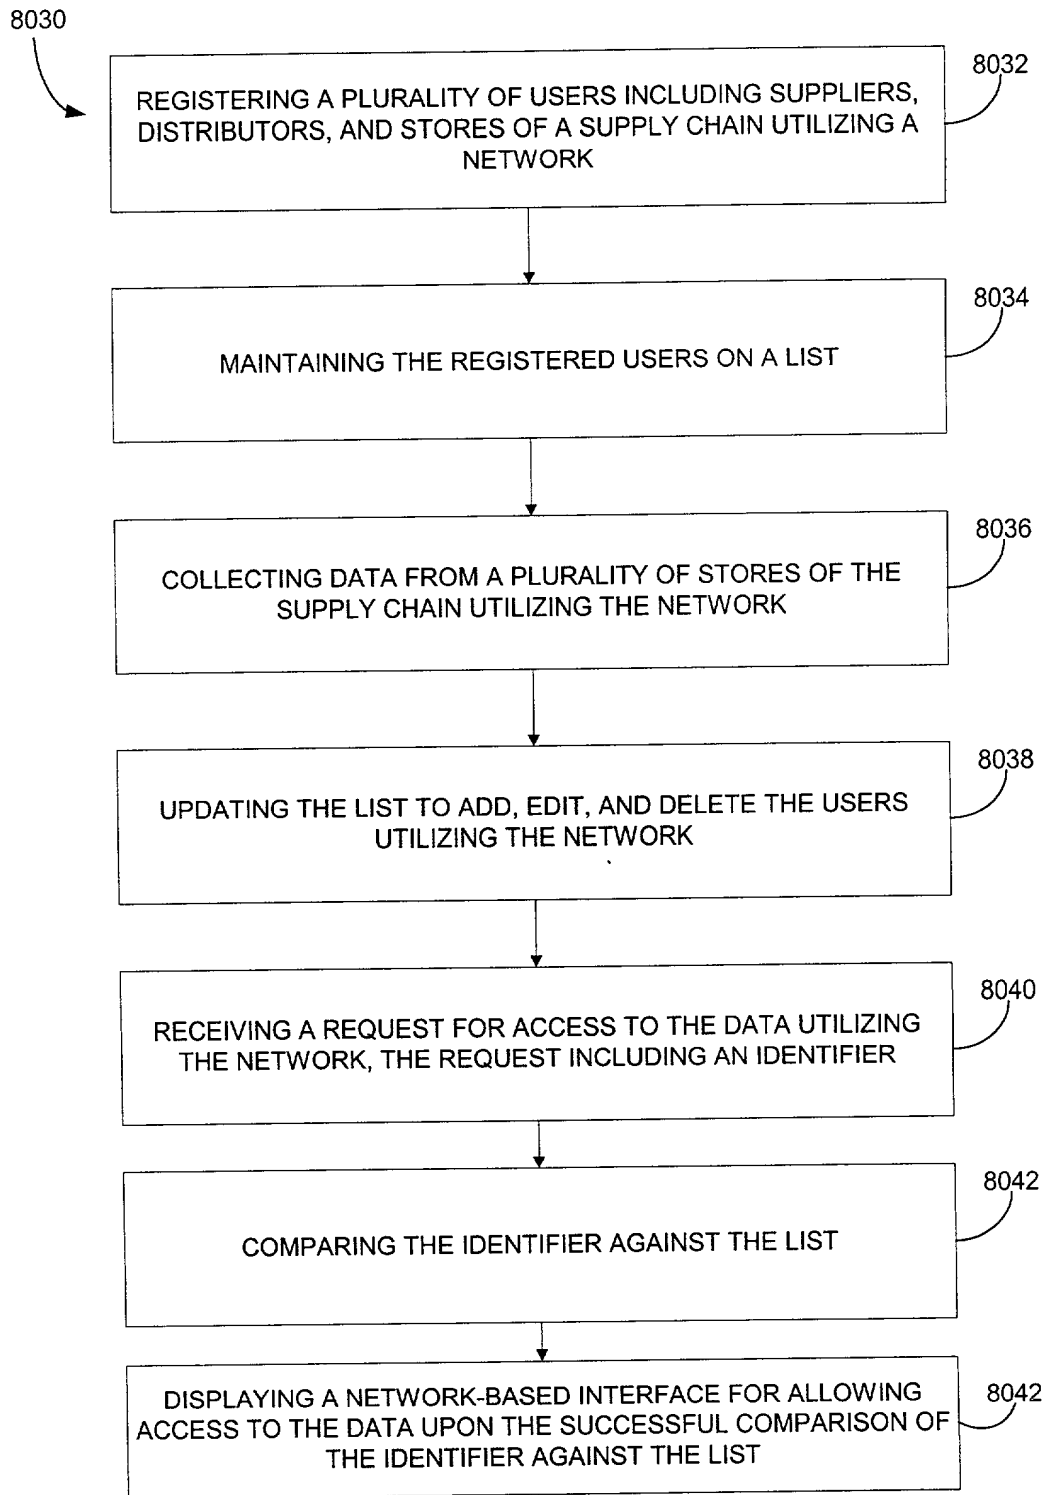 8030
8032
REGISTERING A PLURALITY OF USERS INCLUDING SUPPLIERS,
DISTRIBUTORS, AND STORES OF A SUPPLY CHAIN UTILIZING A
NETWORK
8034
MAINTAINING THE REGISTERED USERS ON A LIST
8036
COLLECTING DATA FROM A PLURALITY OF STORES OF THE
SUPPLY CHAIN UTILIZING THE NETWORK
8038
UPDATING THE LIST TO ADD, EDIT, AND DELETE THE USERS
UTILIZING THE NETWORK
8040
RECEIVING A REQUEST FOR ACCESS TO THE DATA UTILIZING
THE NETWORK, THE REQUEST INCLUDING AN IDENTIFIER
8042
COMPARING THE IDENTIFIER AGAINST THE LIST
8042
DISPLAYING A NETWORK-BASED INTERFACE FOR ALLOWING
ACCESS TO THE DATA UPON THE SUCCESSFUL COMPARISON OF
THE IDENTIFIER AGAINST THE LIST